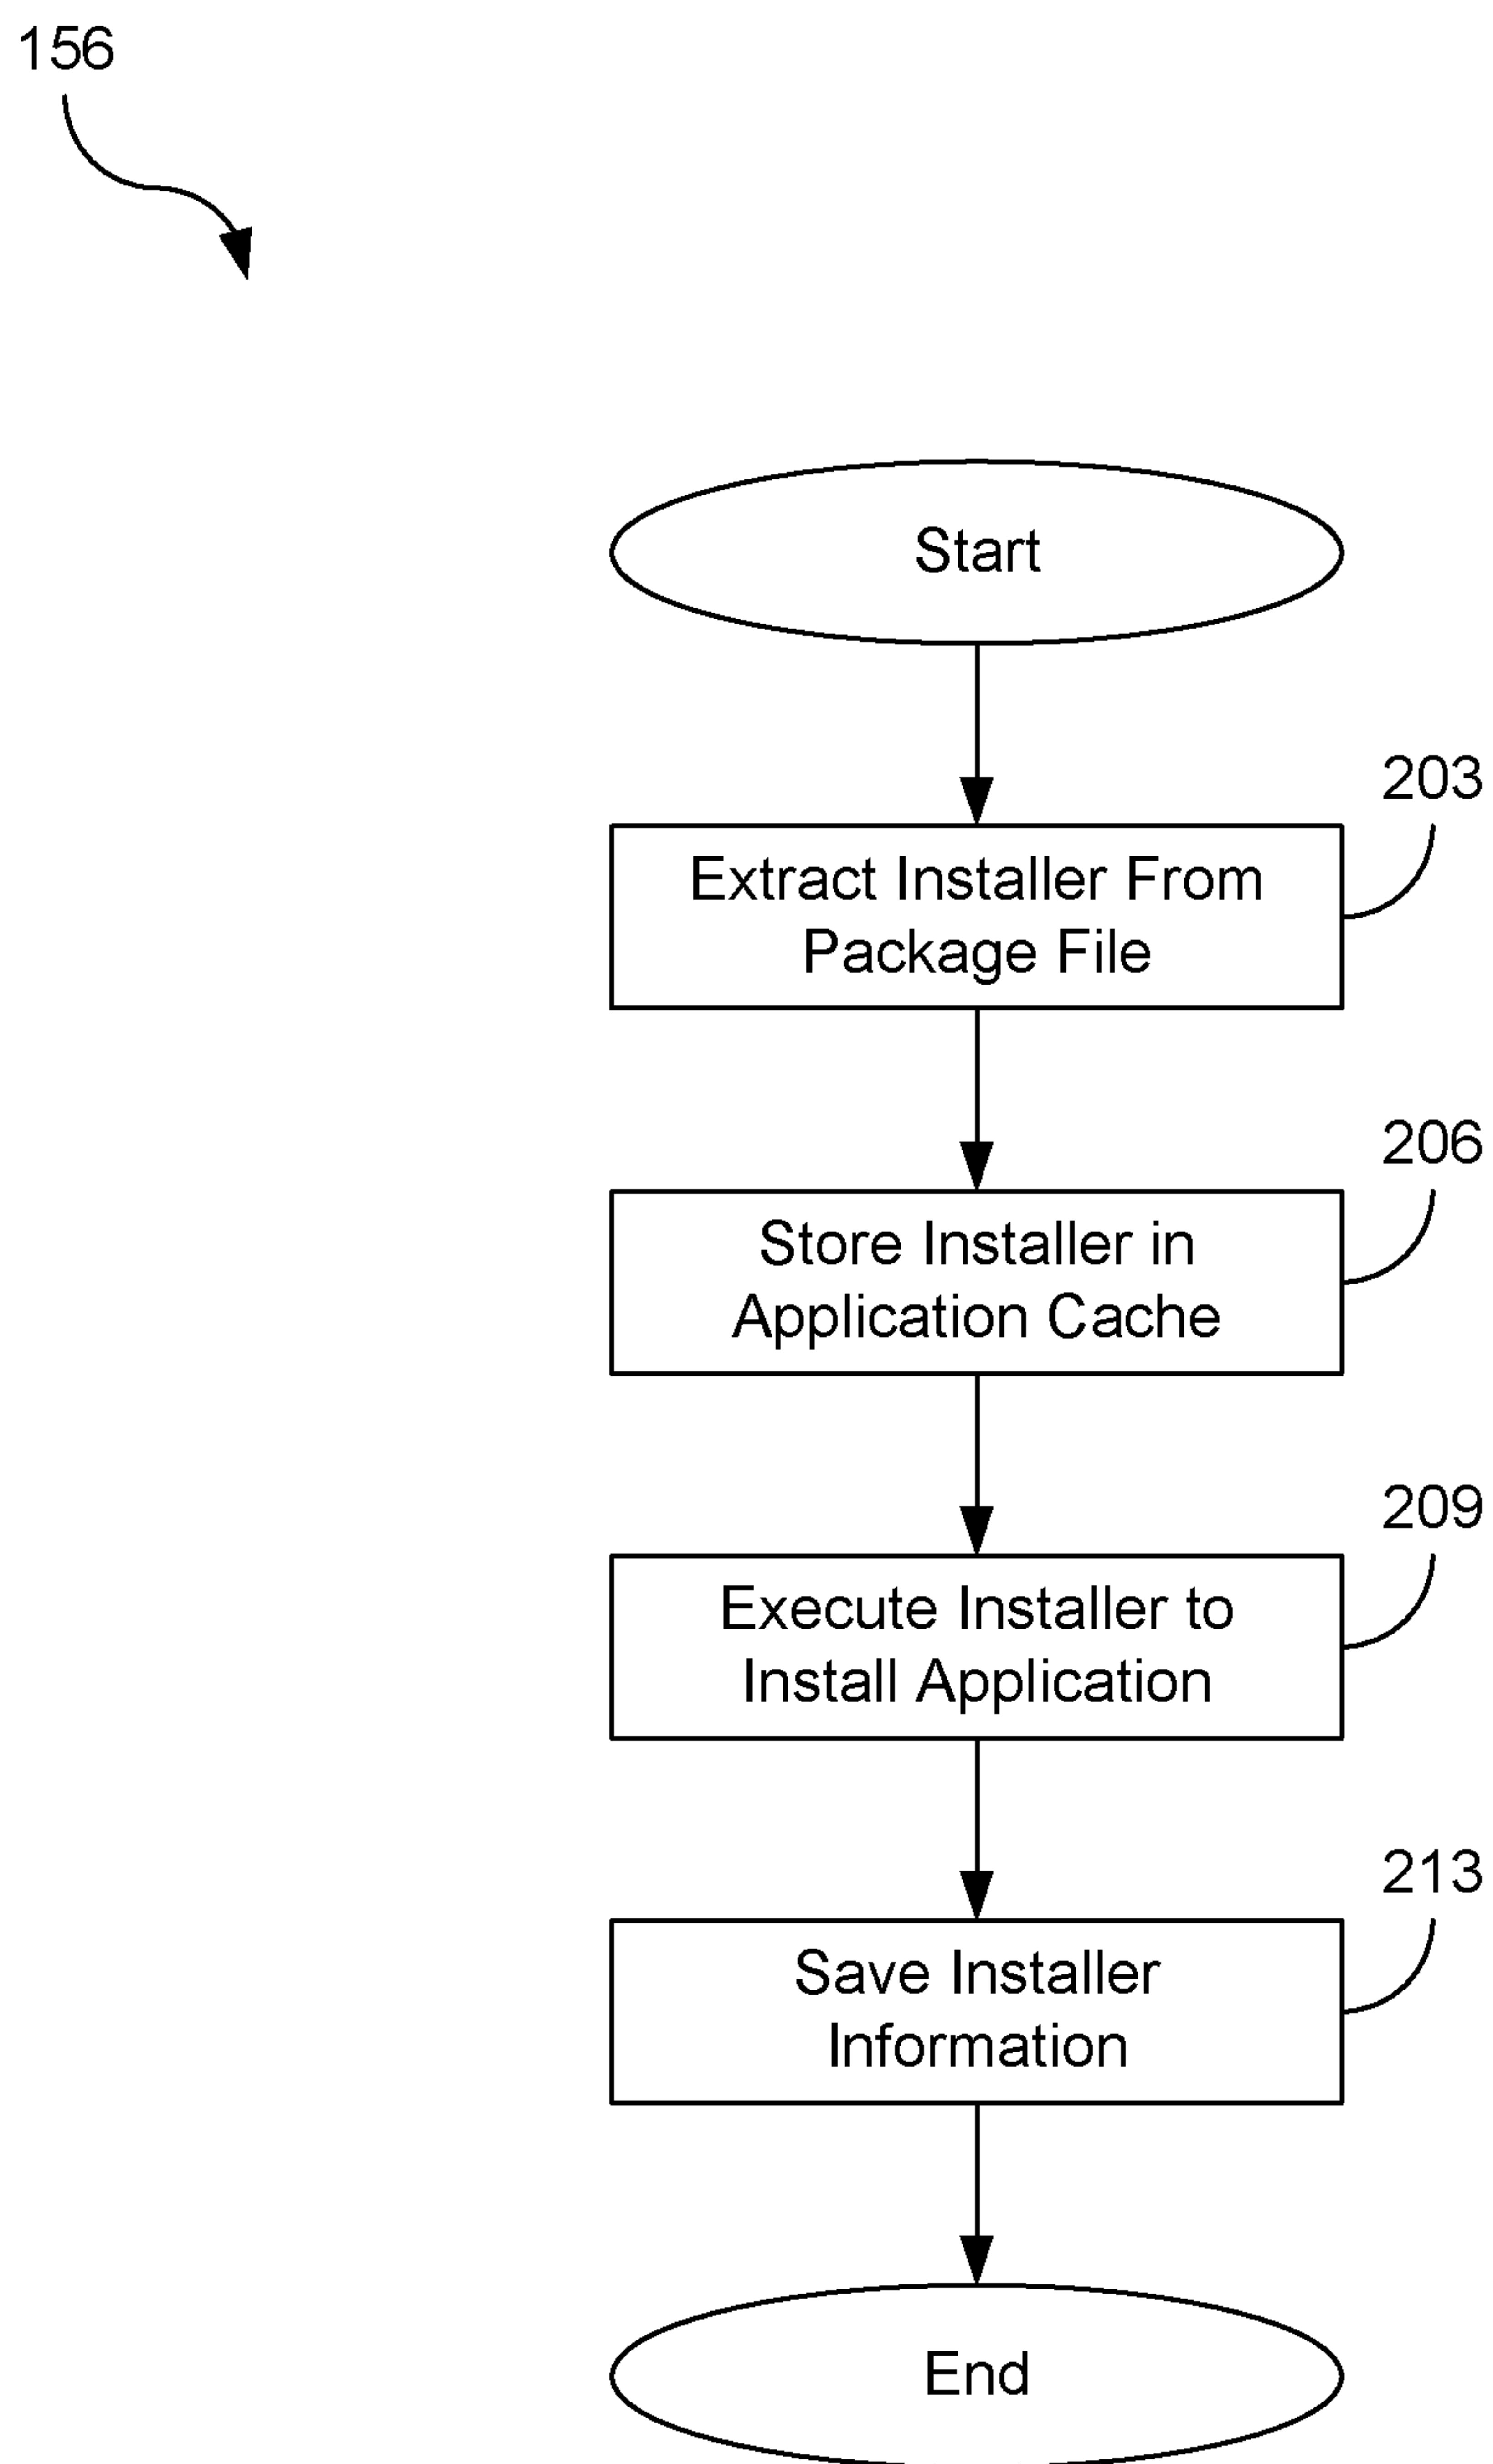 156
Start
203
Extract Installer From
Package File
206
Store Installer in
Application Cache
209
Execute Installer to
Install Application
213
Save Installer
Information
End